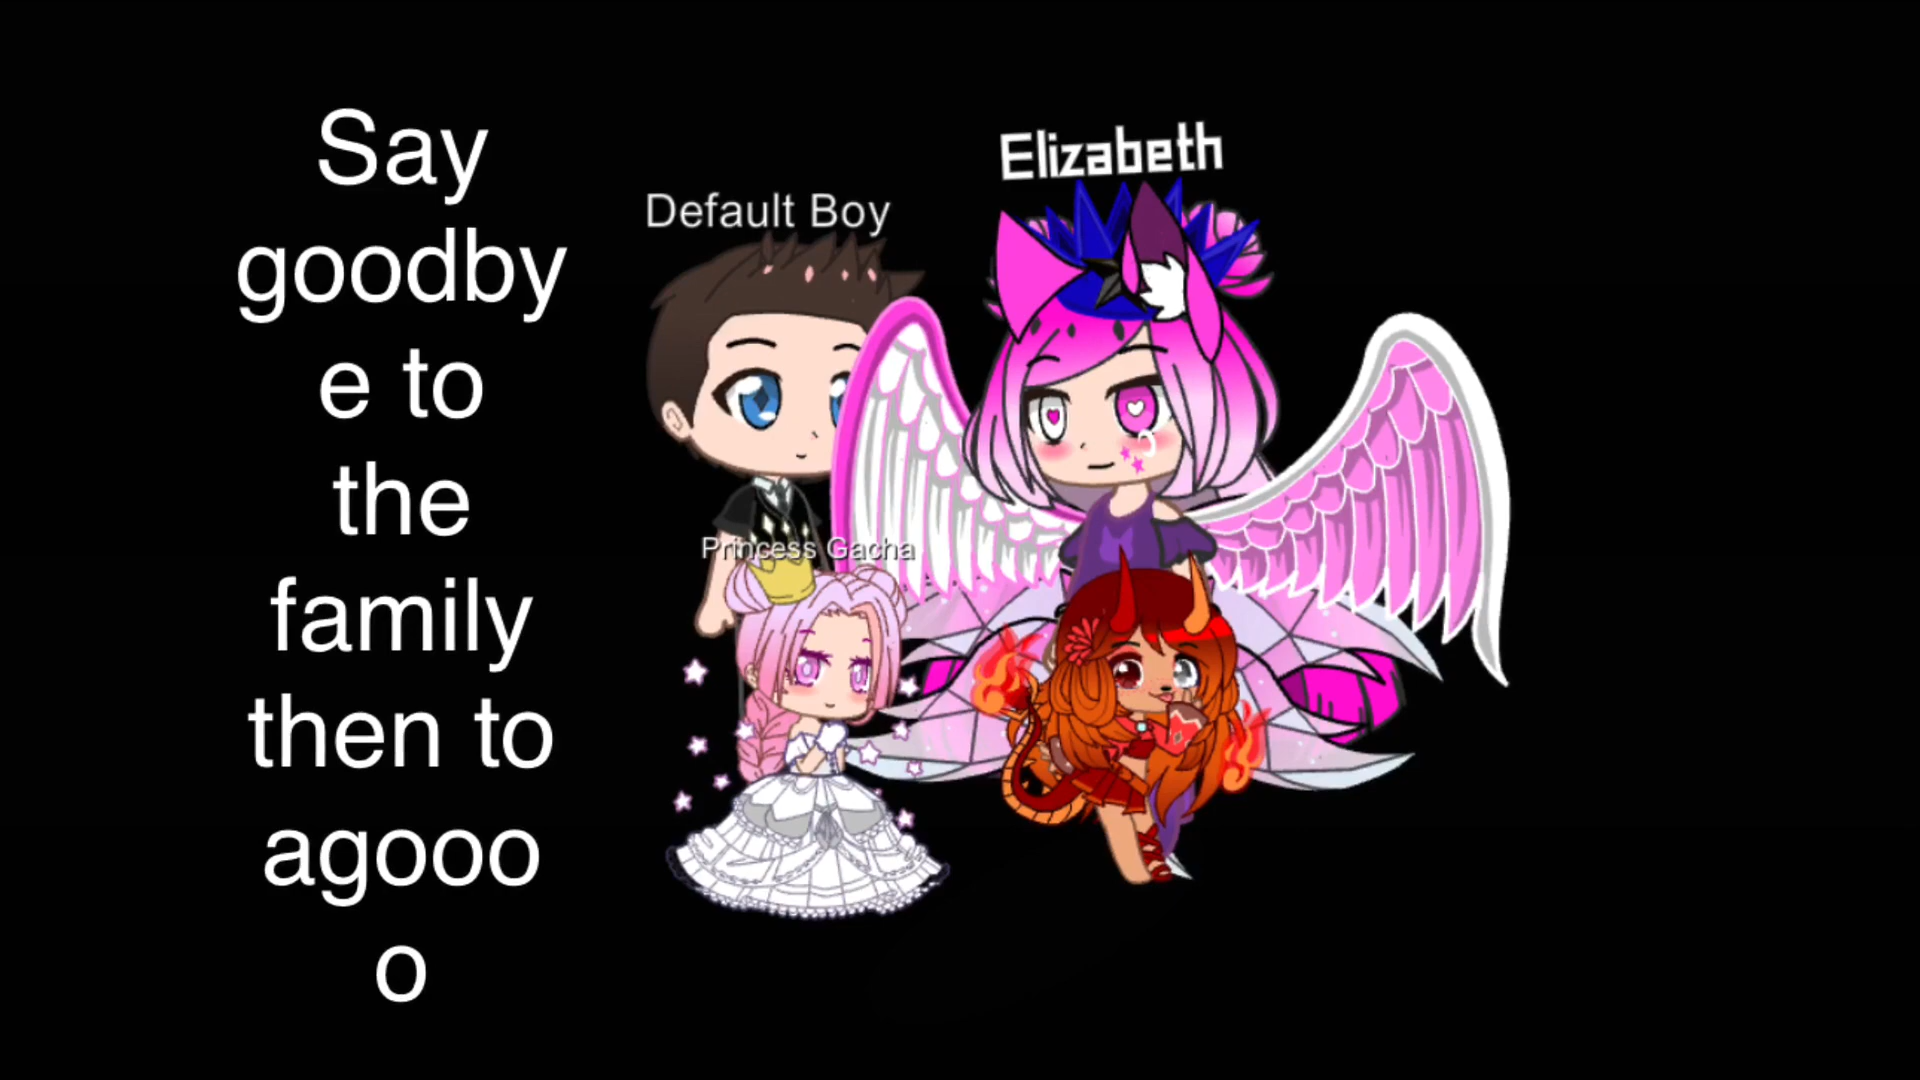 Say
goodby
e to
the
family
then to
agooo
o
Default Boy
Elizabeth
Princess Gacha